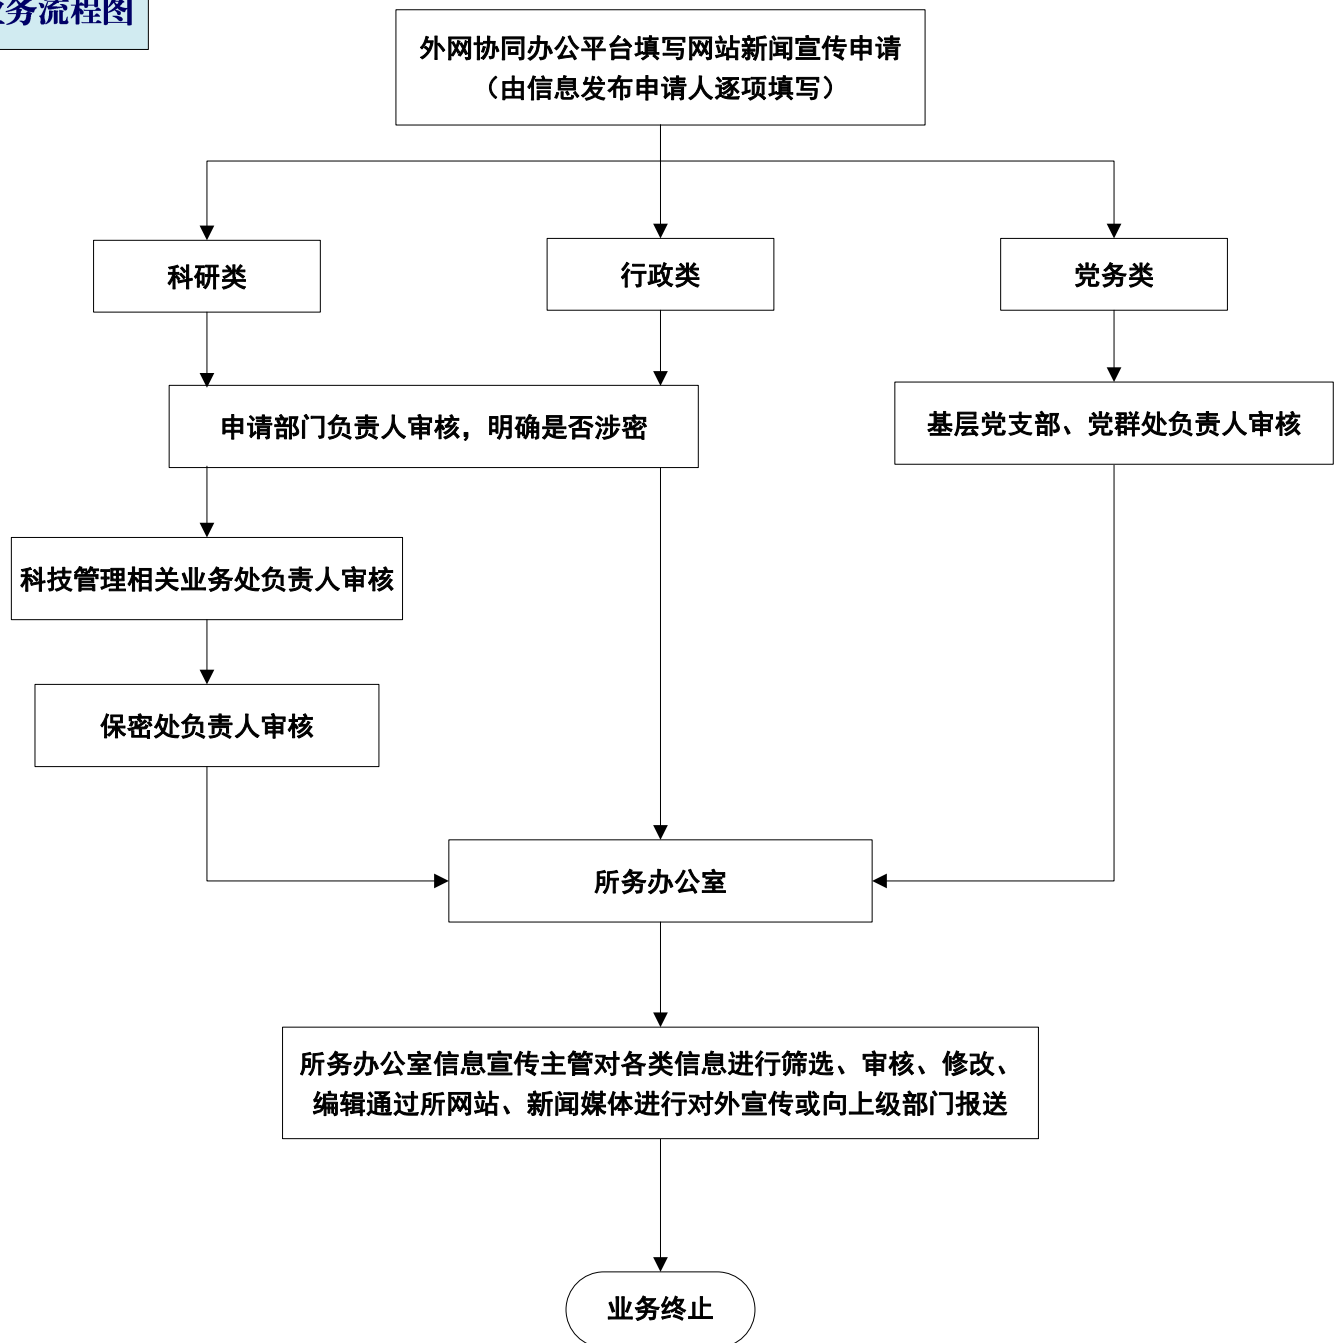 业务流程图
外网协同办公平台填写网站新闻宣传申请
（由信息发布申请人逐项填写）
科研类
行政类
党务类
申请部门负责人审核，明确是否涉密
基层党支部、党群处负责人审核
科技管理相关业务处负责人审核
保密处负责人审核
所务办公室
所务办公室信息宣传主管对各类信息进行筛选、审核、修改、
编辑通过所网站、新闻媒体进行对外宣传或向上级部门报送
业务终止